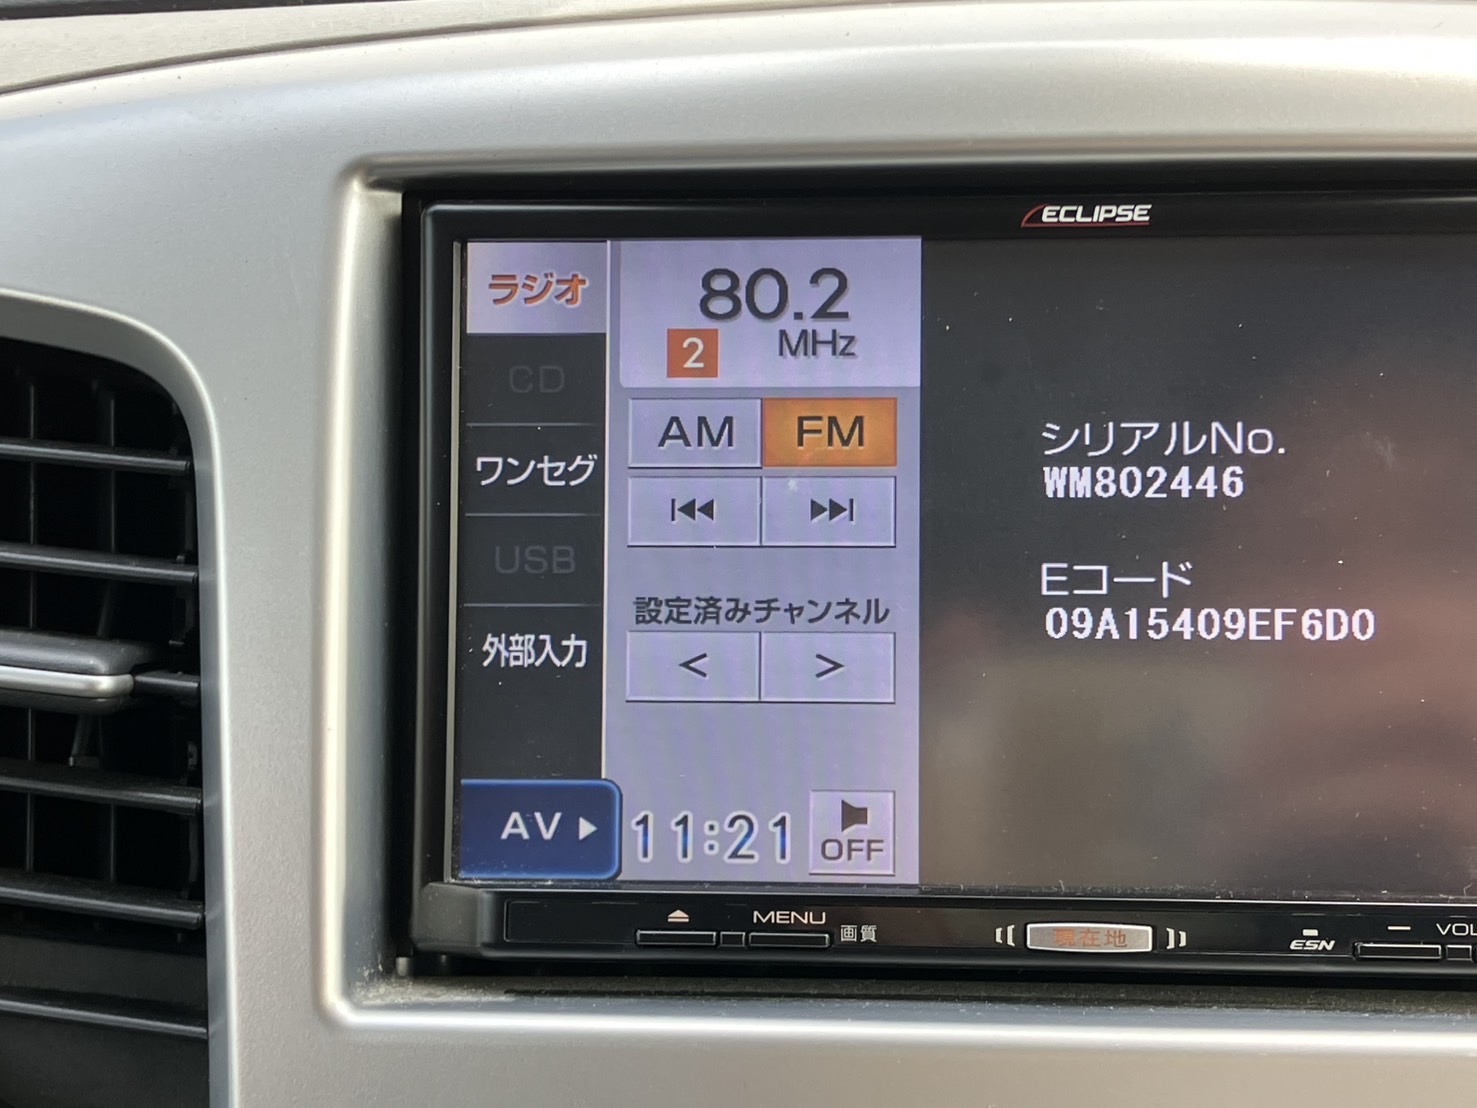 ECLIPSE
ラジオ
CD
ワンセグ
USB
外部入力
AV
80.2
MHz
2
AM
FM
設定済みチャンネル
<
>
11:21
OFF
シリアルNo.
WM802446
Eコード
09A15409EF6D0
MENU
画質
現在地
ESN
VOL